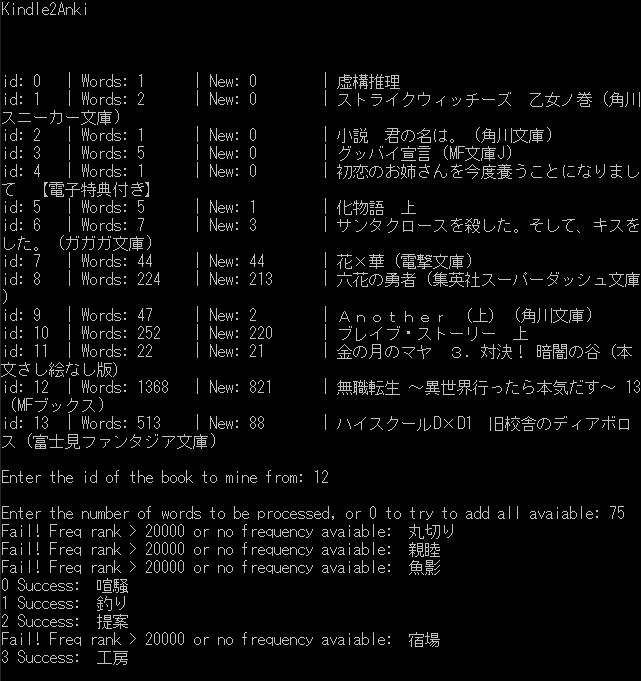 Kindle2Anki
id: 0 | Words: 1 | New: 0 | 虚構推理
id: 1 | Words: 2 | New: 0 | ストライクウィッチーズ 乙女ノ巻 (角川
スニーカー文庫)
id: 2 | Words: 1 | New: 0 | 小説 君の名は。 (角川文庫)
id: 3 | Words: 5 | New: 0 | グッバイ宣言 (MF文庫J)
id: 4 | Words: 1 | New: 0 | 初恋のお姉さんを今度養うことになりまし
て 【電子特典付き】
id: 5 | Words: 5 | New: 1 | 化物語 上
id: 6 | Words: 7 | New: 3 | サンタクロースを殺した。そして、キスを
した。 (ガガガ文庫)
id: 7 | Words: 44 | New: 44 | 花×華 (電撃文庫)
id: 8 | Words: 224 | New: 213 | 六花の勇者 (集英社スーパーダッシュ文庫
)
id: 9 | Words: 47 | New: 2 | Ａｎｏｔｈｅｒ (上) (角川文庫)
id: 10 | Words: 252 | New: 220 | ブレイブ・ストーリー 上
id: 11 | Words: 22 | New: 21 | 金の月のマヤ ３．対決！ 暗闇の谷 (本
文さし絵なし版)
id: 12 | Words: 1368 | New: 821 | 無職転生 ～異世界行ったら本気だす～ 13
(MFブックス)
id: 13 | Words: 513 | New: 88 | ハイスクールD×D1 旧校舎のディアボロ
ス (富士見ファンタジア文庫)
Enter the id of the book to mine from: 12
Enter the number of words to be processed, or 0 to try to add all avaiable: 75
Fail! Freq rank > 20000 or no frequency avaiable: 丸切り
Fail! Freq rank > 20000 or no frequency avaiable: 親睦
Fail! Freq rank > 20000 or no frequency avaiable: 魚影
0 Success: 喧騒
1 Success: 釣り
2 Success: 提案
Fail! Freq rank > 20000 or no frequency avaiable: 宿場
3 Success: 工房